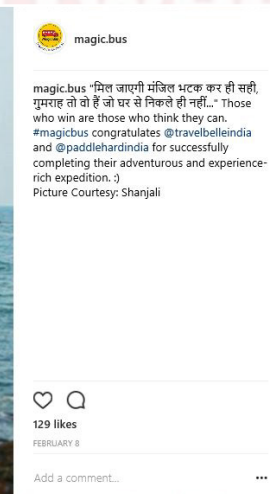 magic.bus
magic.bus "मिल जाएगी मंजिल भटक कर ही सही,
गुमराह तो वो हैं जो घर से निकले ही नहीं..." Those
who win are those who think they can.
#magicbus congratulates @travelbelleindia
and @paddlehardindia for successfully
completing their adventurous and experience-
rich expedition. :)
Picture Courtesy: Shanjali
129 likes
FEBRUARY 8
Add a comment...